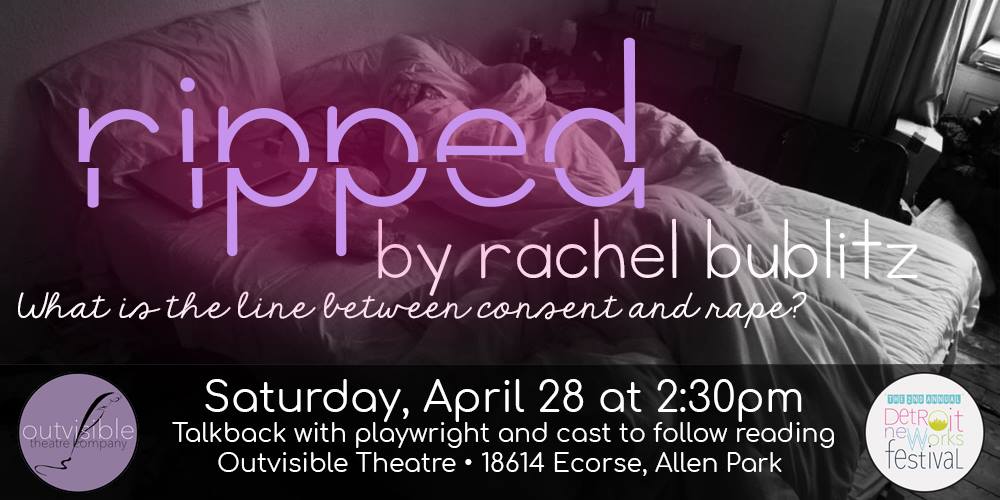 ripped
by rachel bublitz
What is the line between consent and rape?
Saturday, April 28 at 2:30pm
Talkback with playwright and cast to follow reading
Outvisible Theatre • 18614 Ecorse, Allen Park
outvisible
theatre company
THE 2ND ANNUAL
DETROIT
neWorks
festival